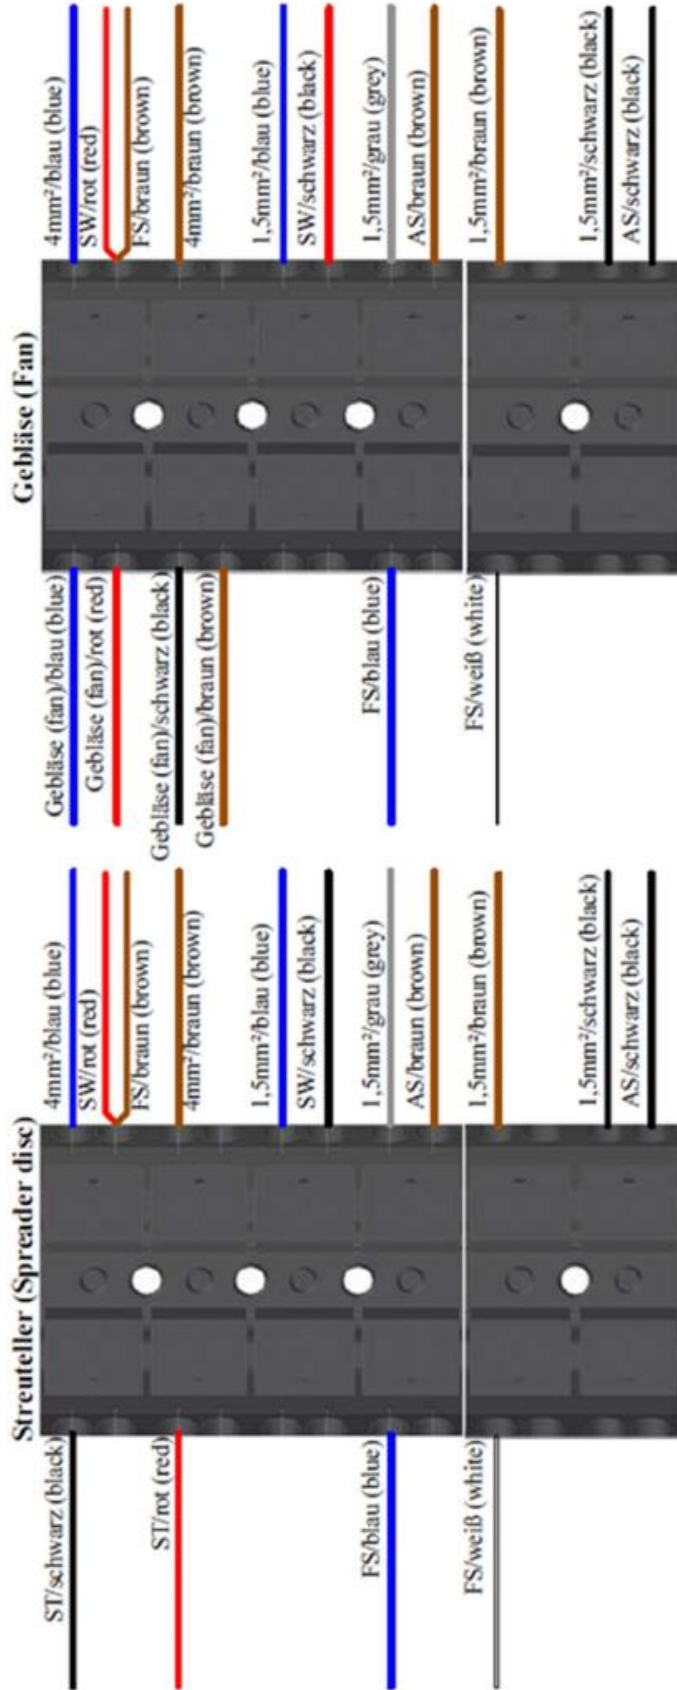 Streuteller (Spreader disc)
ST/schwarz (black)
ST/rot (red)
FS/blau (blue)
FS/weiß (white)
4mm²/blau (blue)
SW/rot (red)
FS/braun (brown)
4mm²/braun (brown)
1,5mm²/blau (blue)
SW/schwarz (black)
1,5mm²/grau (grey)
AS/braun (brown)
1,5mm²/braun (brown)
1,5mm²/schwarz (black)
AS/schwarz (black)
Gebläse (Fan)
Gebläse (fan)/blau (blue)
Gebläse (fan)/rot (red)
Gebläse (fan)/schwarz (black)
Gebläse (fan)/braun (brown)
FS/blau (blue)
FS/weiß (white)
4mm²/blau (blue)
SW/rot (red)
FS/braun (brown)
4mm²/braun (brown)
1,5mm²/blau (blue)
SW/schwarz (black)
1,5mm²/grau (grey)
AS/braun (brown)
1,5mm²/braun (brown)
1,5mm²/schwarz (black)
AS/schwarz (black)